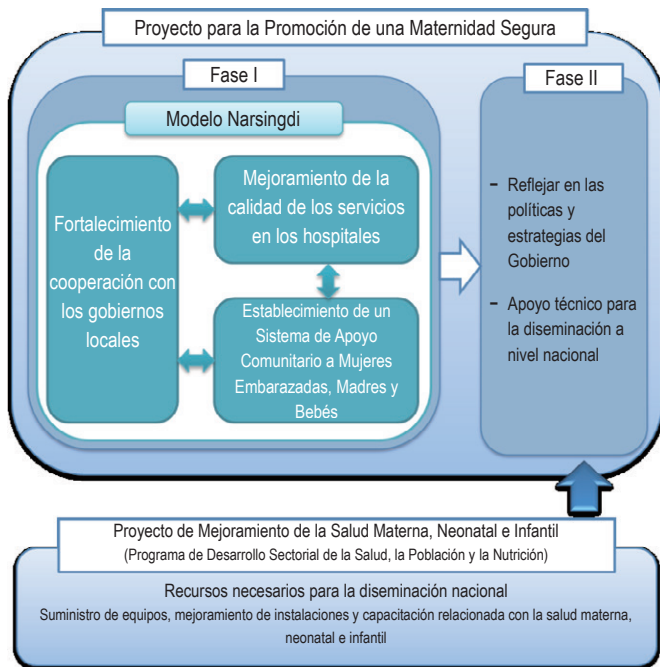 Proyecto para la Promoción de una Maternidad Segura
Fase I
Modelo Narsingdi
Fortalecimiento
de la
cooperación con
los gobiernos
locales
Mejoramiento de la
calidad de los servicios
en los hospitales
Establecimiento de un
Sistema de Apoyo
Comunitario a Mujeres
Embarazadas, Madres y
Bebés
Fase II
- Reflejar en las
políticas y
estrategias del
Gobierno
- Apoyo técnico para
la diseminación a
nivel nacional
Proyecto de Mejoramiento de la Salud Materna, Neonatal e Infantil
(Programa de Desarrollo Sectorial de la Salud, la Población y la Nutrición)
Recursos necesarios para la diseminación nacional
Suministro de equipos, mejoramiento de instalaciones y capacitación relacionada con la salud materna,
neonatal e infantil